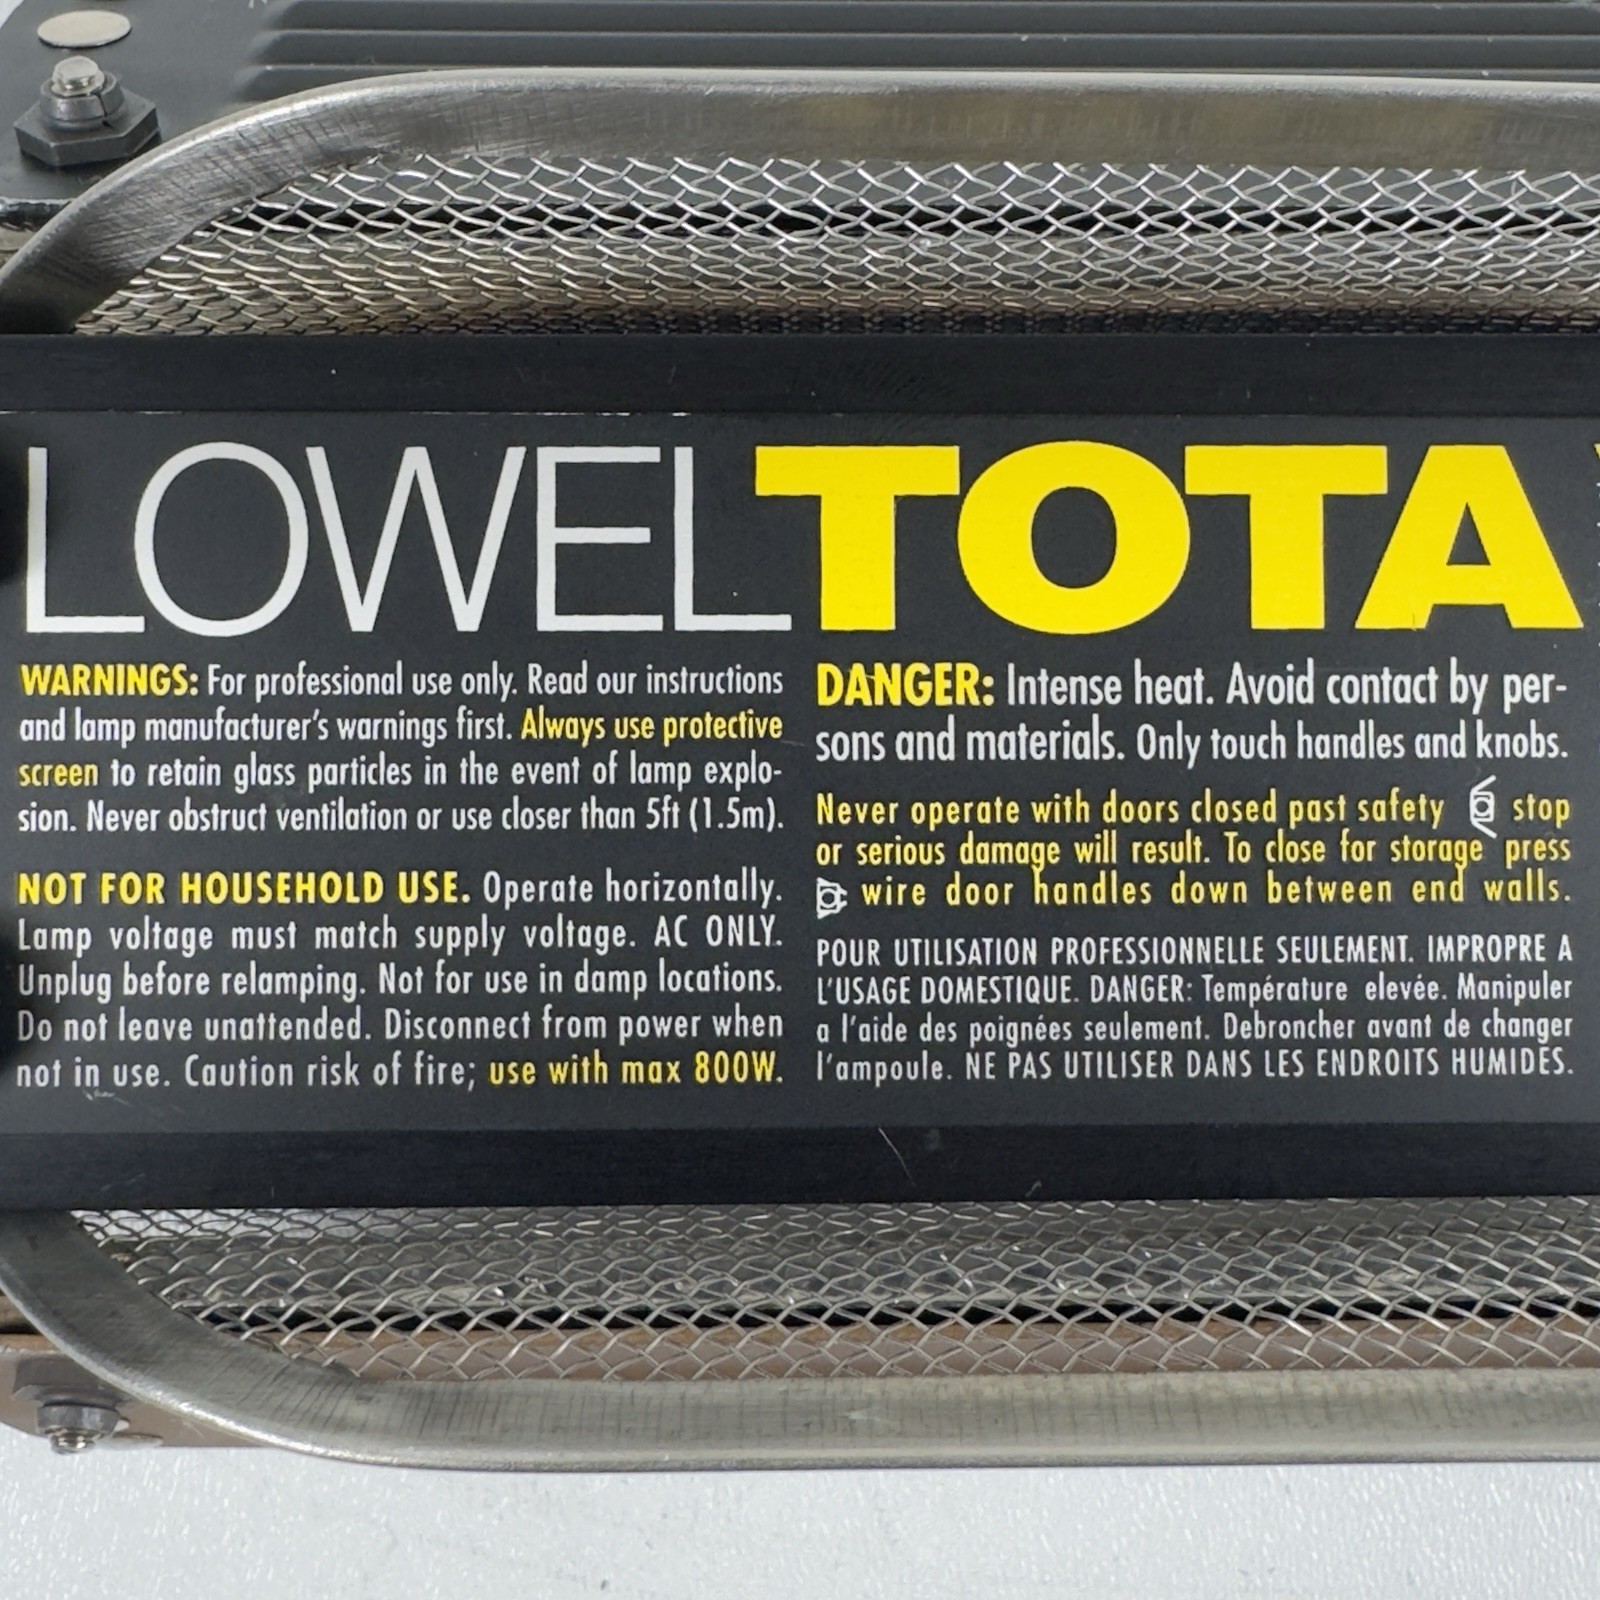 LOWEL TOTA
WARNINGS: For professional use only. Read our instructions
and lamp manufacturer's warnings first. Always use protective
screen to retain glass particles in the event of lamp explo-
sion. Never obstruct ventilation or use closer than 5ft (1.5m).
NOT FOR HOUSEHOLD USE. Operate horizontally.
Lamp voltage must match supply voltage. AC ONLY.
Unplug before relamping. Not for use in damp locations.
Do not leave unattended. Disconnect from power when
not in use. Caution risk of fire; use with max 800W.
DANGER: Intense heat. Avoid contact by per-
sons and materials. Only touch handles and knobs.
Never operate with doors closed past safety stop
or serious damage will result. To close for storage press
wire door handles down between end walls.
POUR UTILISATION PROFESSIONNELLE SEULEMENT. IMPROPRE A
L'USAGE DOMESTIQUE. DANGER: Température elevée. Manipuler
a l'aide des poignées seulement. Debroncher avant de changer
l'ampoule. NE PAS UTILISER DANS LES ENDROITS HUMIDES.